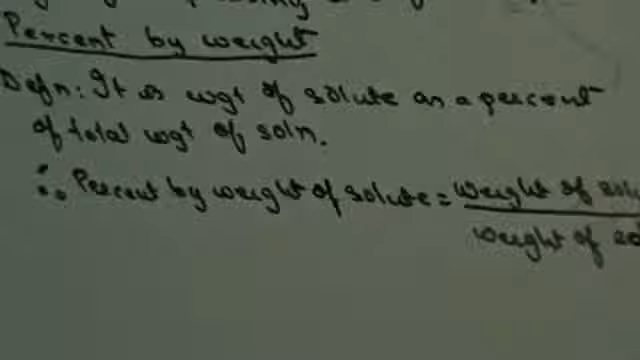 Percent by weight
Defn: It is wgt of solute as a percent
of total wgt of soln.
∴ Percent by weight of solute = weight of
weight of